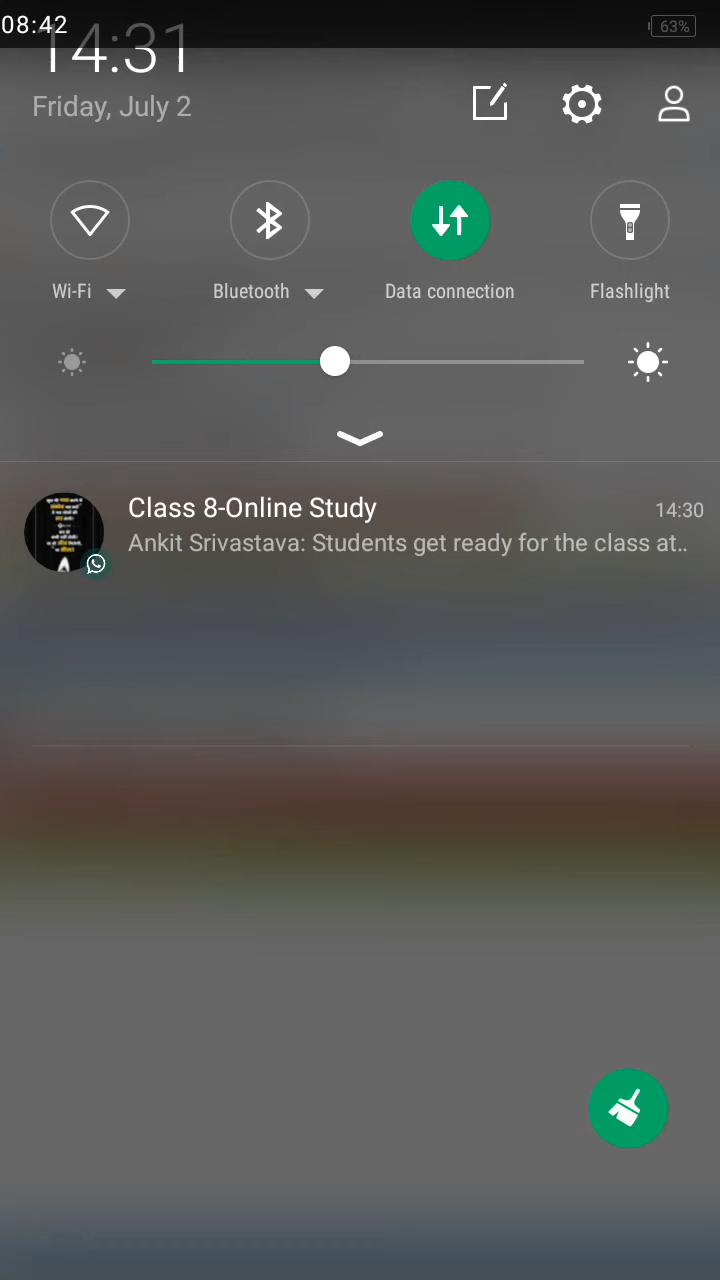 08:42
63%
14:31
Friday, July 2
Wi-Fi
Bluetooth
Data connection
Flashlight
Class 8-Online Study
14:30
Ankit Srivastava: Students get ready for the class at..